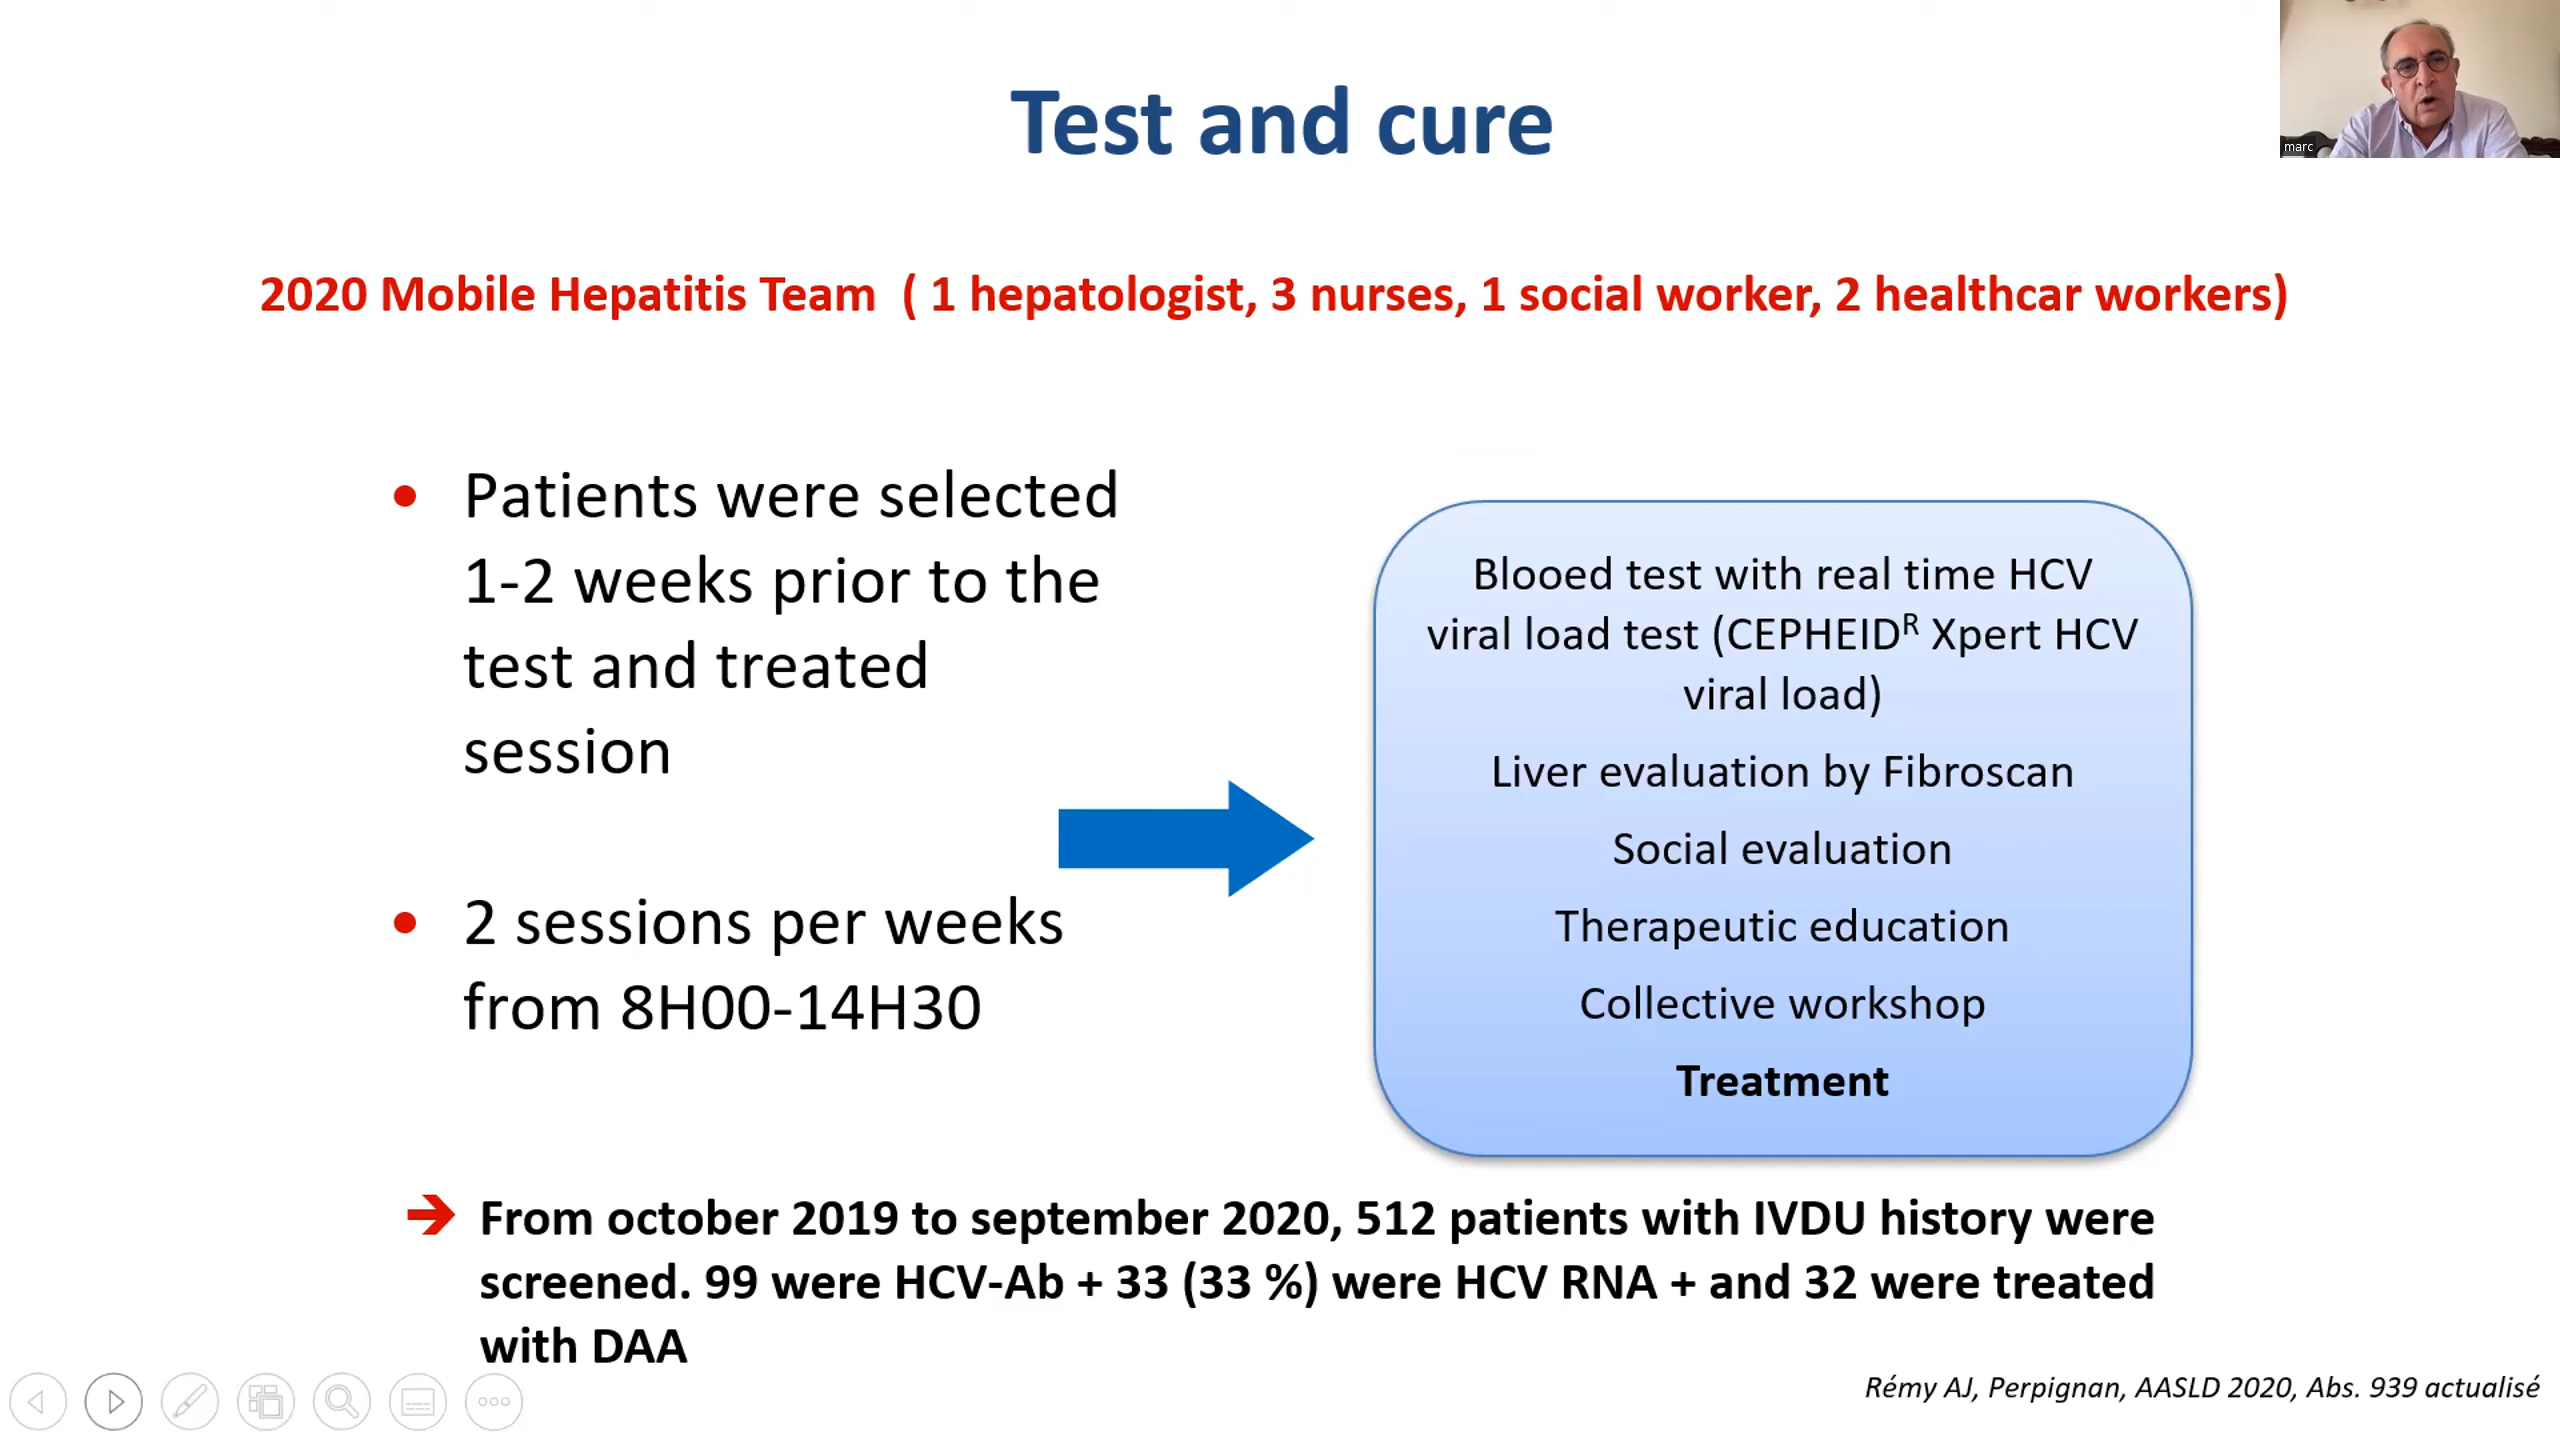 Test and cure
marc
2020 Mobile Hepatitis Team ( 1 hepatologist, 3 nurses, 1 social worker, 2 healthcar workers)
• Patients were selected
1-2 weeks prior to the
test and treated
session
• 2 sessions per weeks
from 8H00-14H30
Blooed test with real time HCV
viral load test (CEPHEIDᴿ Xpert HCV
viral load)
Liver evaluation by Fibroscan
Social evaluation
Therapeutic education
Collective workshop
Treatment
➔ From october 2019 to september 2020, 512 patients with IVDU history were
screened. 99 were HCV-Ab + 33 (33 %) were HCV RNA + and 32 were treated
with DAA
Rémy AJ, Perpignan, AASLD 2020, Abs. 939 actualisé